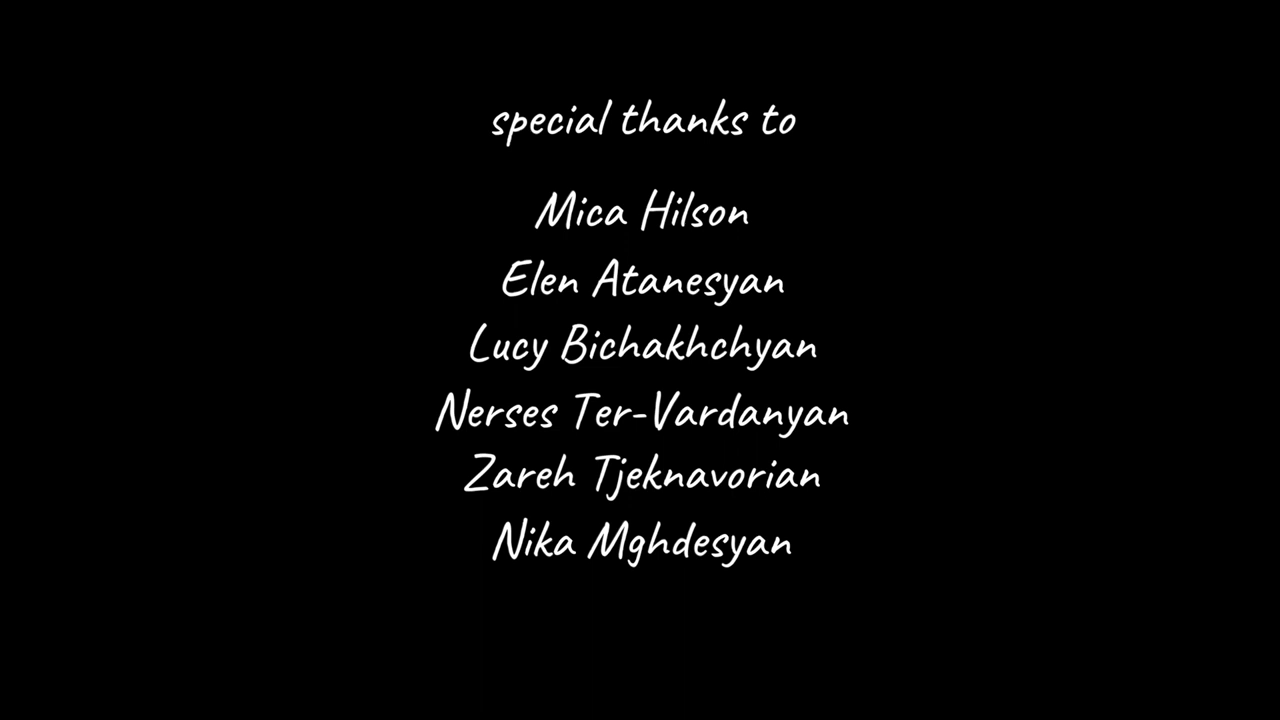 special thanks to
Mica Hilson
Elen Atanesyan
Lucy Bichakhchyan
Nerses Ter-Vardanyan
Zareh Tjeknavorian
Nika Mghdesyan